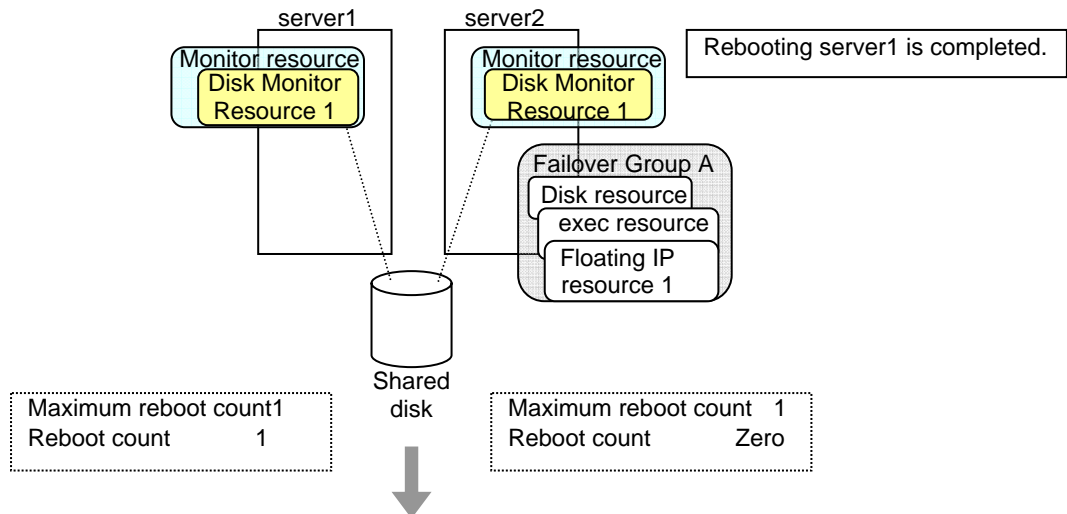 server1
server2
Rebooting server1 is completed.
Monitor resource
Disk Monitor
Resource 1
Monitor resource
Disk Monitor
Resource 1
Failover Group A
Disk resource
exec resource
Floating IP
resource 1
Shared
disk
Maximum reboot count1
Reboot count 1
Maximum reboot count 1
Reboot count Zero